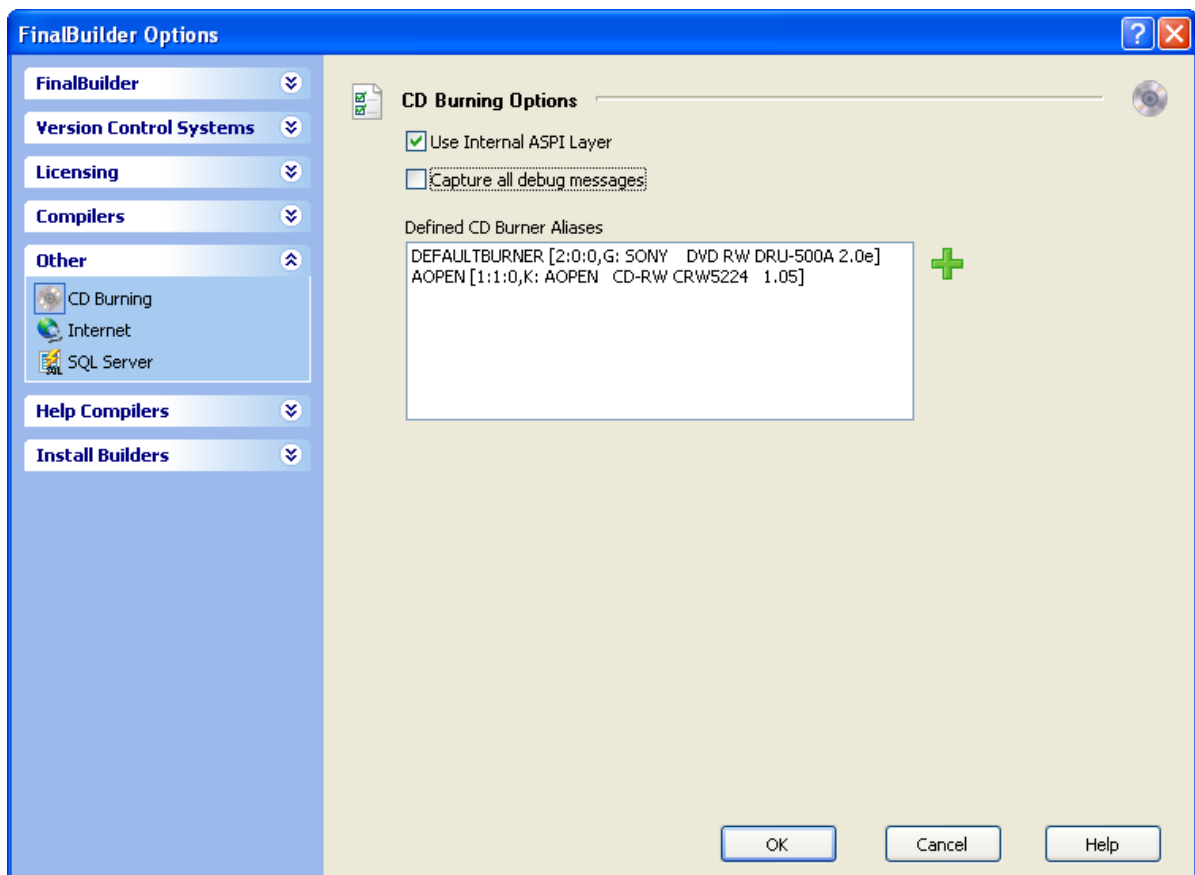 FinalBuilder Options
FinalBuilder
Version Control Systems
Licensing
Compilers
Other
CD Burning
Internet
SQL Server
Help Compilers
Install Builders
CD Burning Options
Use Internal ASPI Layer
Capture all debug messages
Defined CD Burner Aliases
DEFAULTBURNER [2:0:0,G: SONY    DVD RW DRU-500A 2.0e]
AOPEN [1:1:0,K: AOPEN   CD-RW CRW5224   1.05]
OK
Cancel
Help